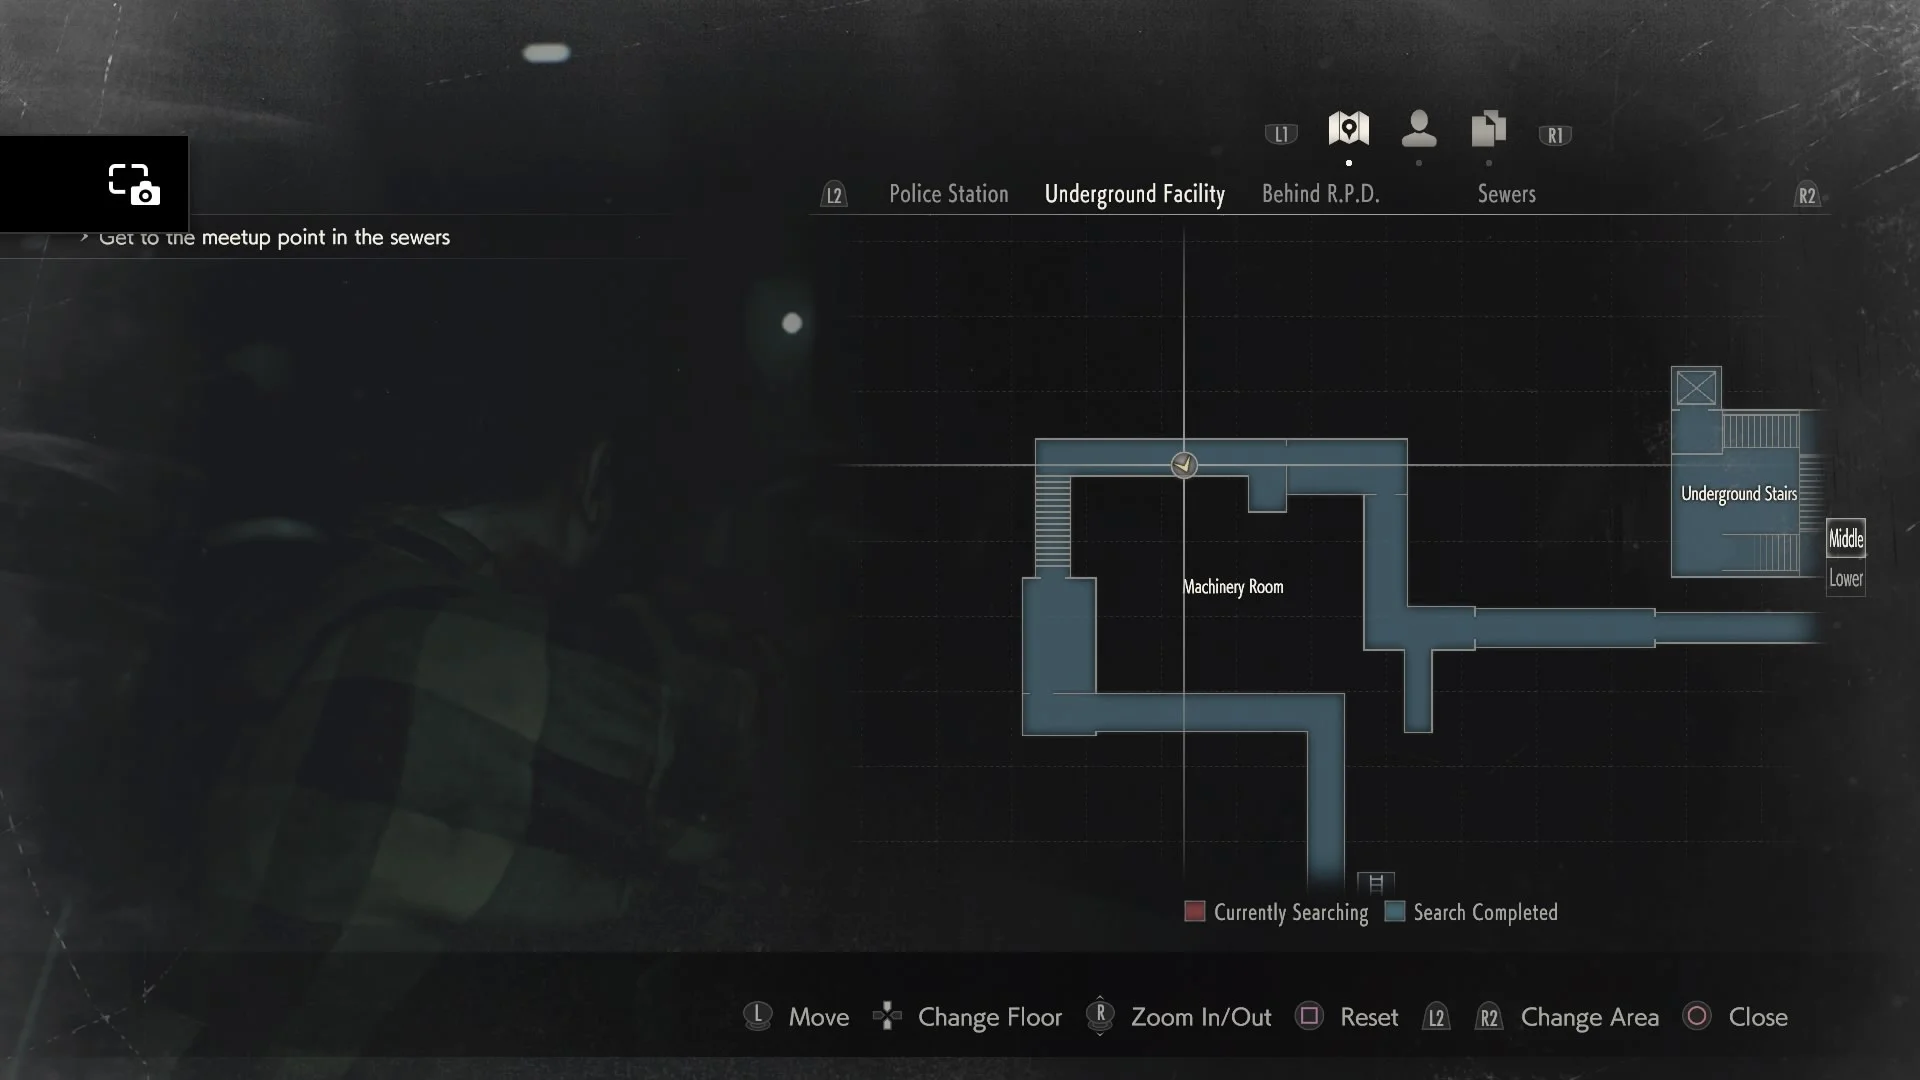 L1
R1
L2 Police Station Underground Facility Behind R.P.D. Sewers R2
> Get to the meetup point in the sewers
Underground Stairs
Middle
Lower
Machinery Room
Currently Searching Search Completed
L Move Change Floor R Zoom In/Out Reset L2 R2 Change Area Close